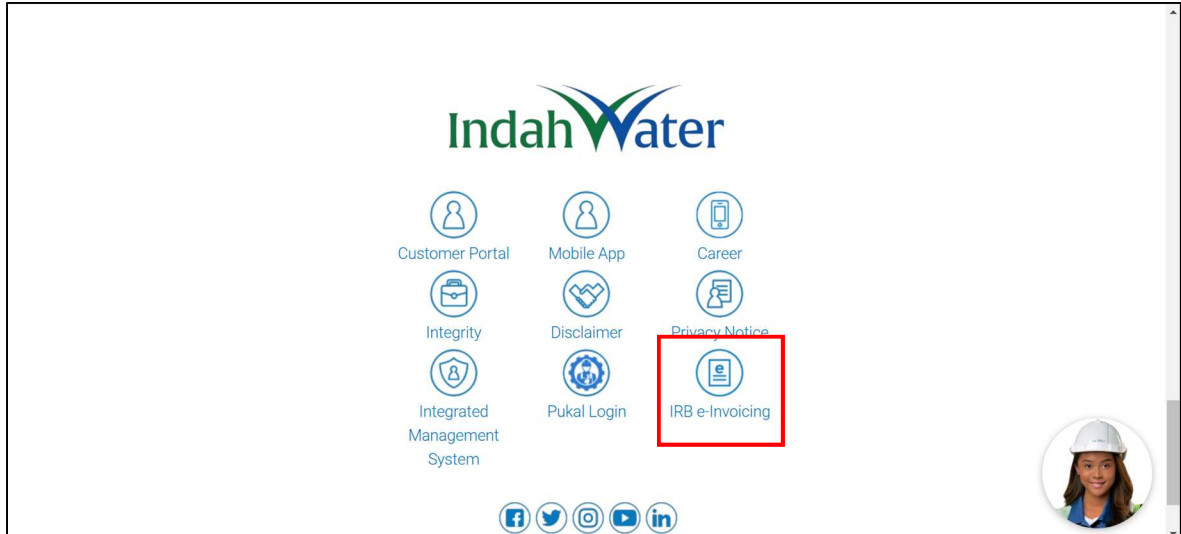 IndahWater
Customer Portal
Mobile App
Career
Integrity
Disclaimer
Privacy Notice
e
IRB e-Invoicing
Integrated
Management
System
Pukal Login